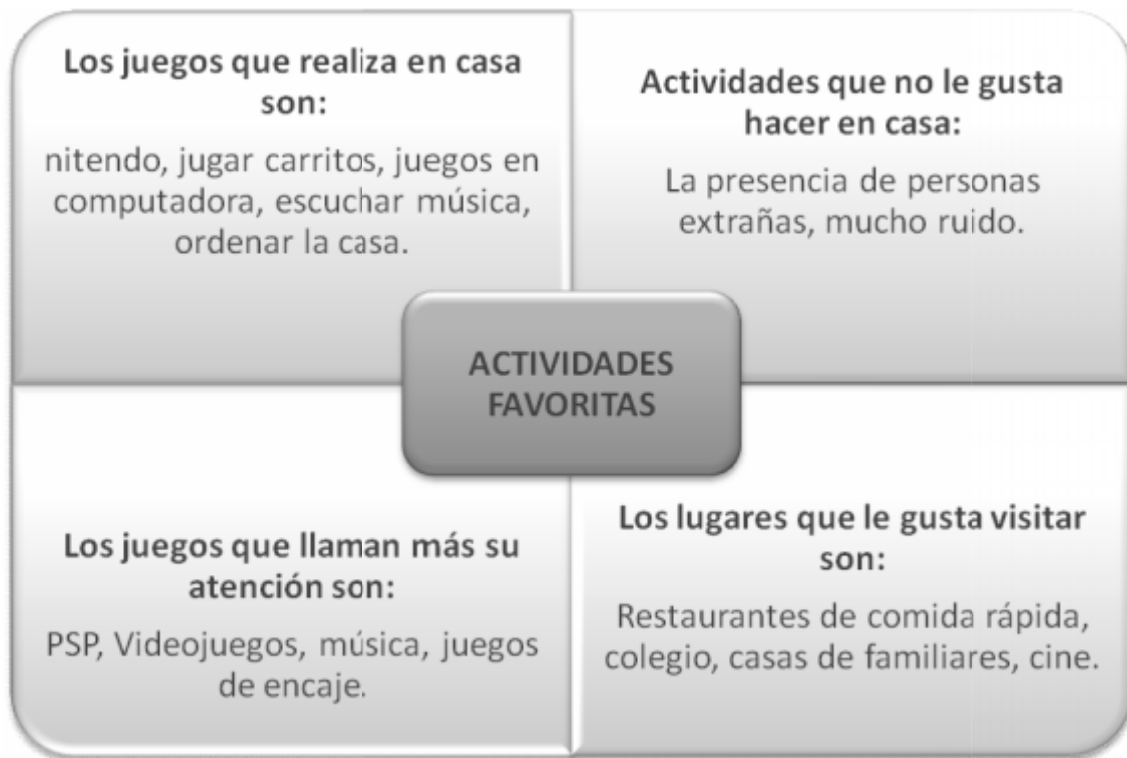 Los juegos que realiza en casa
son:
nitendo, jugar carritos, juegos en
computadora, escuchar música,
ordenar la casa.
Actividades que no le gusta
hacer en casa:
La presencia de personas
extrañas, mucho ruido.
ACTIVIDADES
FAVORITAS
Los juegos que llaman más su
atención son:
PSP, Videojuegos, música, juegos
de encaje.
Los lugares que le gusta visitar
son:
Restaurantes de comida rápida,
colegio, casas de familiares, cine.